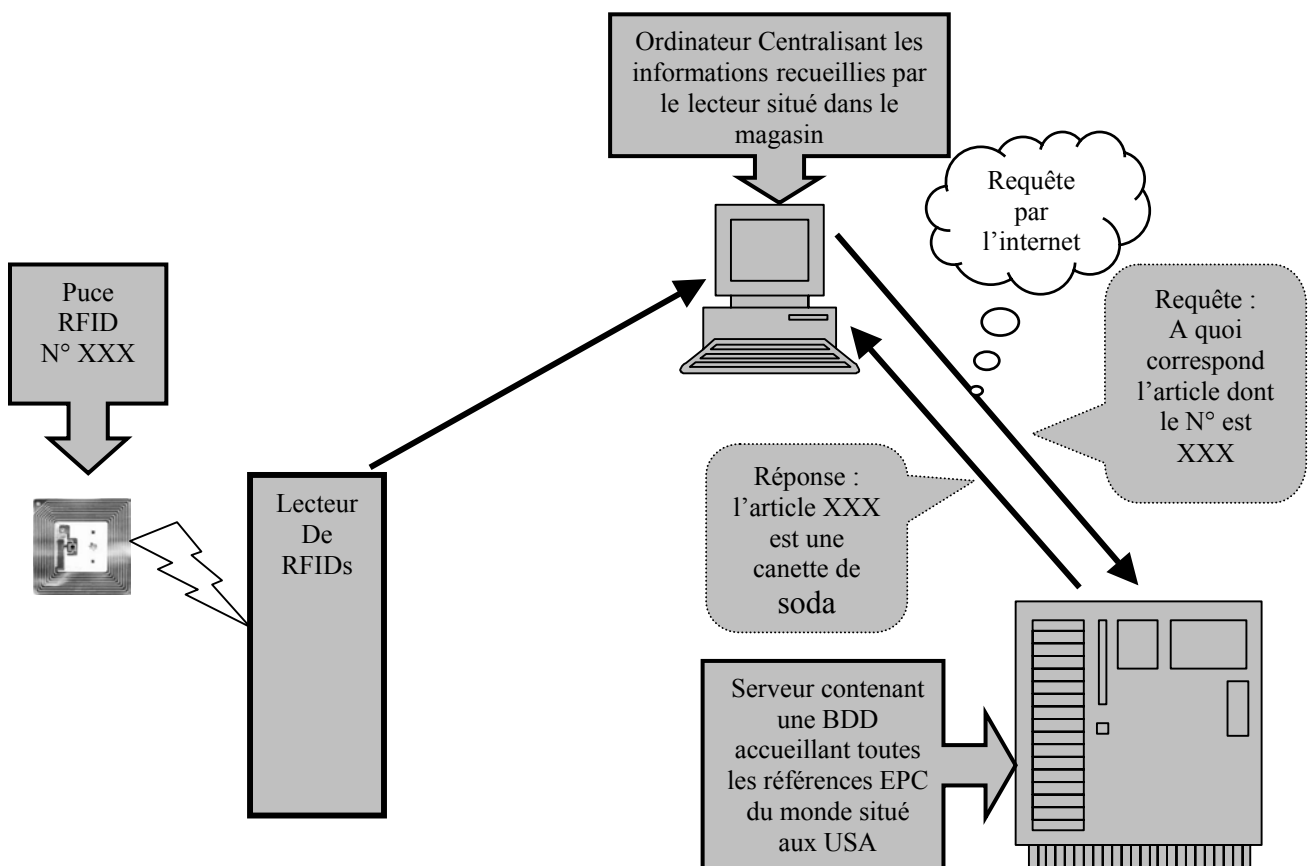 Ordinateur Centralisant les
informations recueillies par
le lecteur situé dans le
magasin
Requête
par
l’internet
Puce
RFID
N° XXX
Requête :
A quoi
correspond
l’article dont
le N° est
XXX
Lecteur
De
RFIDs
Réponse :
l’article XXX
est une
canette de
soda
Serveur contenant
une BDD
accueillant toutes
les références EPC
du monde situé
aux USA